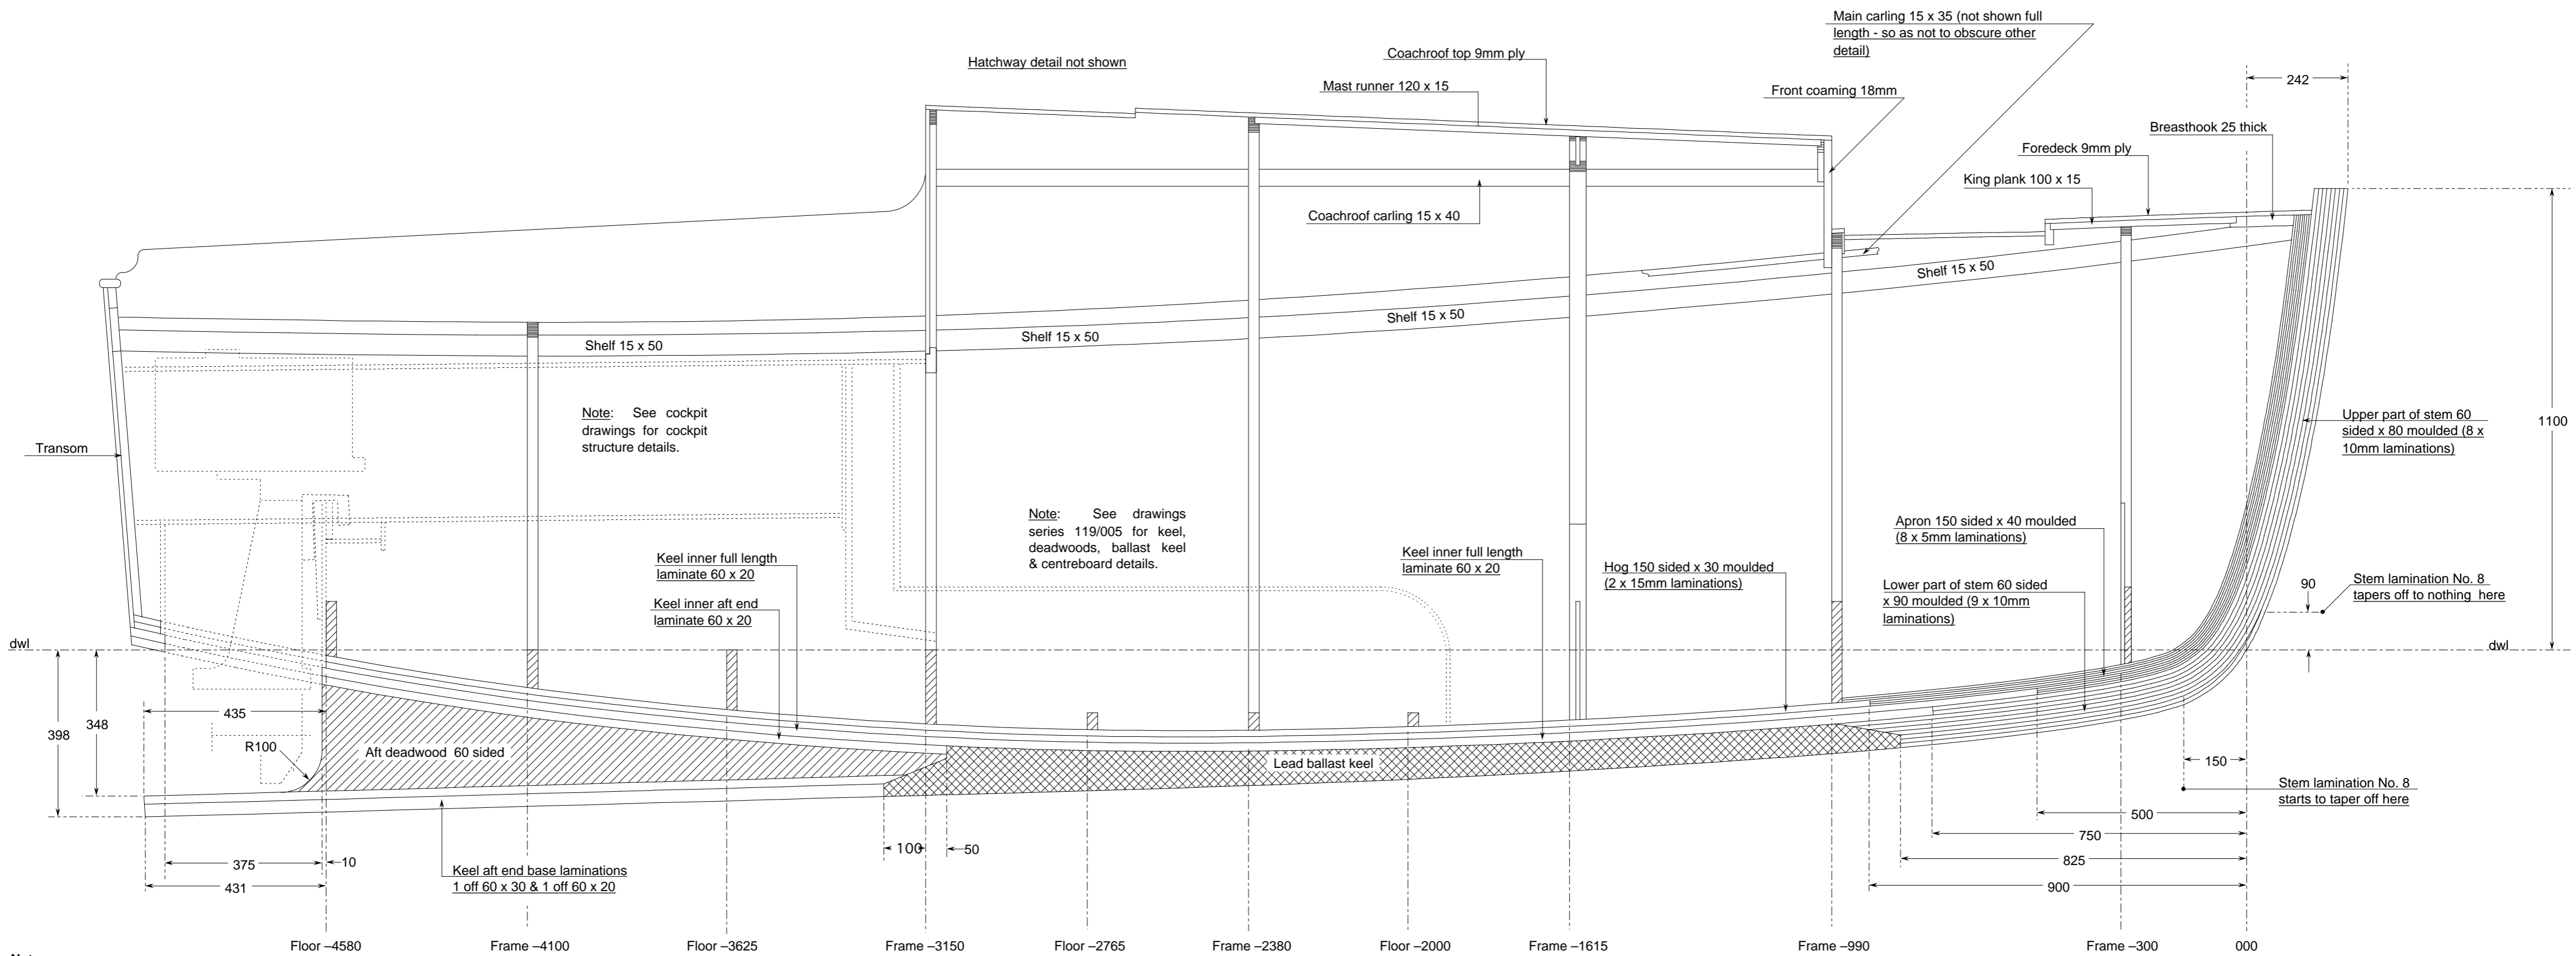 Main carling 15 x 35 (not shown full
length - so as not to obscure other
detail)
Hatchway detail not shown
Coachroof top 9mm ply
Mast runner 120 x 15
Front coaming 18mm
242
Breasthook 25 thick
Foredeck 9mm ply
King plank 100 x 15
Coachroof carling 15 x 40
Shelf 15 x 50
Shelf 15 x 50
Shelf 15 x 50
Shelf 15 x 50
Note: See cockpit
drawings for cockpit
structure details.
Transom
Upper part of stem 60
sided x 80 moulded (8 x
10mm laminations)
1100
Note: See drawings
series 119/005 for keel,
deadwoods, ballast keel
& centreboard details.
Apron 150 sided x 40 moulded
(8 x 5mm laminations)
Keel inner full length
laminate 60 x 20
Keel inner full length
laminate 60 x 20
Hog 150 sided x 30 moulded
(2 x 15mm laminations)
Lower part of stem 60 sided
x 90 moulded (9 x 10mm
laminations)
Stem lamination No. 8
tapers off to nothing here
90
Keel inner aft end
laminate 60 x 20
dwl
dwl
435
348
398
R100
Aft deadwood 60 sided
Lead ballast keel
150
Stem lamination No. 8
starts to taper off here
500
750
825
900
100
50
375
10
431
Keel aft end base laminations
1 off 60 x 30 & 1 off 60 x 20
Floor –4580
Frame –4100
Floor –3625
Frame –3150
Floor –2765
Frame –2380
Floor –2000
Frame –1615
Frame –990
Frame –300
000